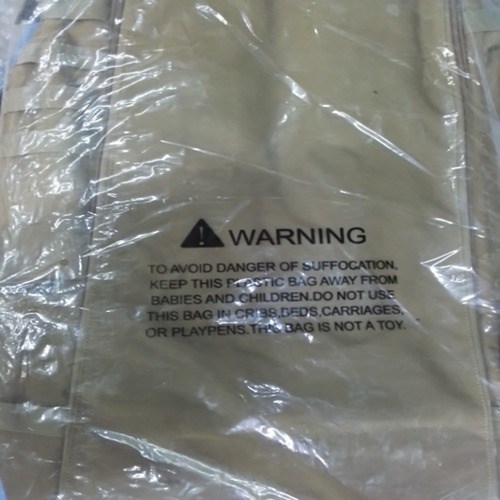 WARNING
TO AVOID DANGER OF SUFFOCATION,
KEEP THIS PLASTIC BAG AWAY FROM
BABIES AND CHILDREN.DO NOT USE
THIS BAG IN CRIBS,BEDS,CARRIAGES,
OR PLAYPENS.THIS BAG IS NOT A TOY.